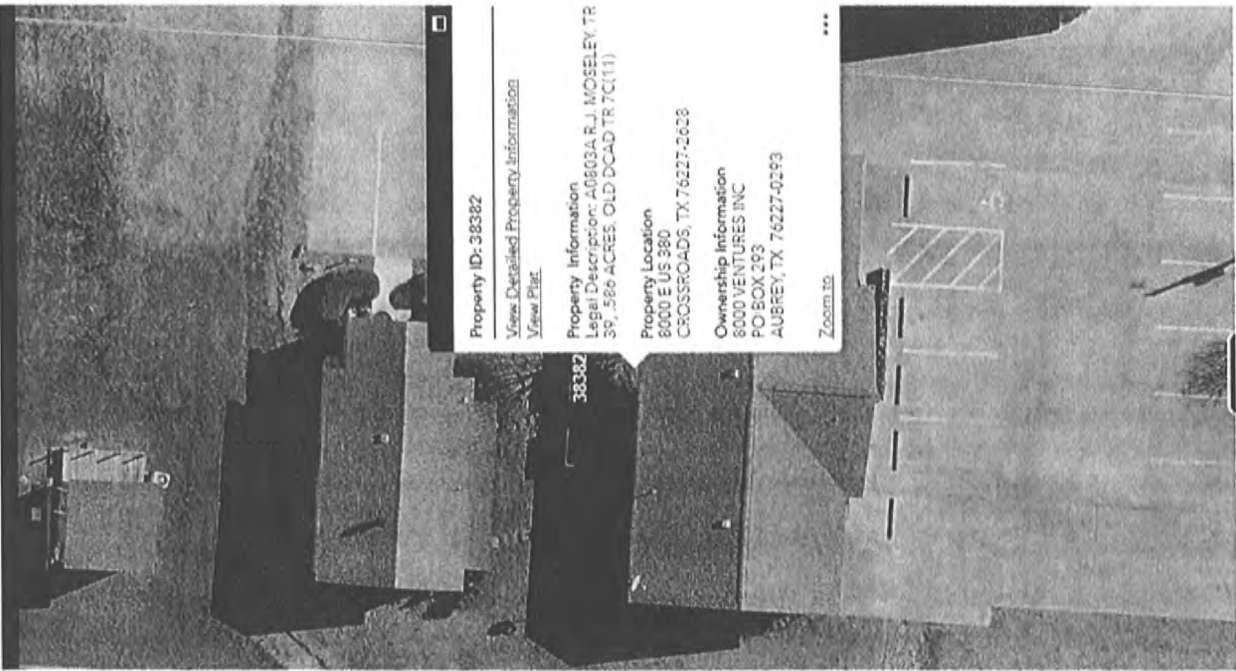 Property ID: 38382
View Detailed Property Information
View Plat
Property Information
Legal Description: A0803A R.J. MOSELEY, TR
39, .586 ACRES, OLD DCAD TR 7C(11)
Property Location
8000 E US 380
CROSSROADS, TX 76227-2628
Ownership Information
8000 VENTURES INC
PO BOX 293
AUBREY, TX 76227-0293
Zoom to
•••
38382